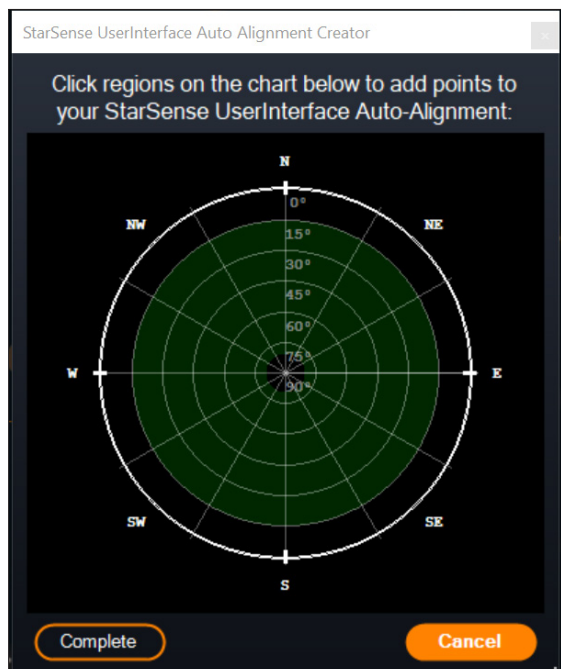 StarSense UserInterface Auto Alignment Creator
x
Click regions on the chart below to add points to
your StarSense UserInterface Auto-Alignment:
N
0°
NW
NE
15°
30°
45°
60°
75°
W
E
90°
SW
SE
S
Complete
Cancel